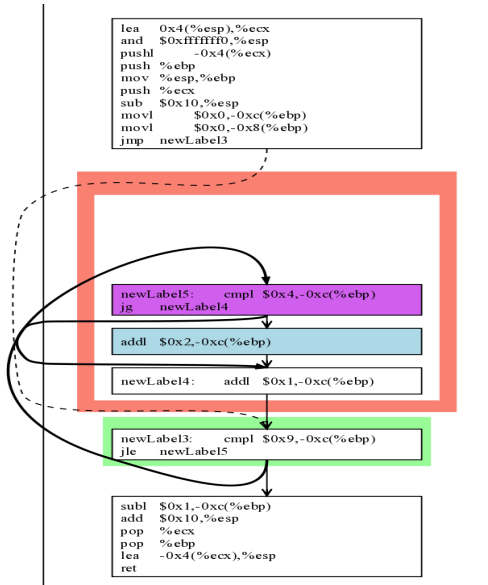 lea 0x4(%esp),%ecx
and $0xfffffff0,%esp
pushl -0x4(%ecx)
push %ebp
mov %esp,%ebp
push %ecx
sub $0x10,%esp
movl $0x0,-0xc(%ebp)
movl $0x0,-0x8(%ebp)
jmp newLabel3
newLabel5: cmpl $0x4,-0xc(%ebp)
jg newLabel4
addl $0x2,-0xc(%ebp)
newLabel4: addl $0x1,-0xc(%ebp)
newLabel3: cmpl $0x9,-0xc(%ebp)
jle newLabel5
subl $0x1,-0xc(%ebp)
add $0x10,%esp
pop %ecx
pop %ebp
lea -0x4(%ecx),%esp
ret